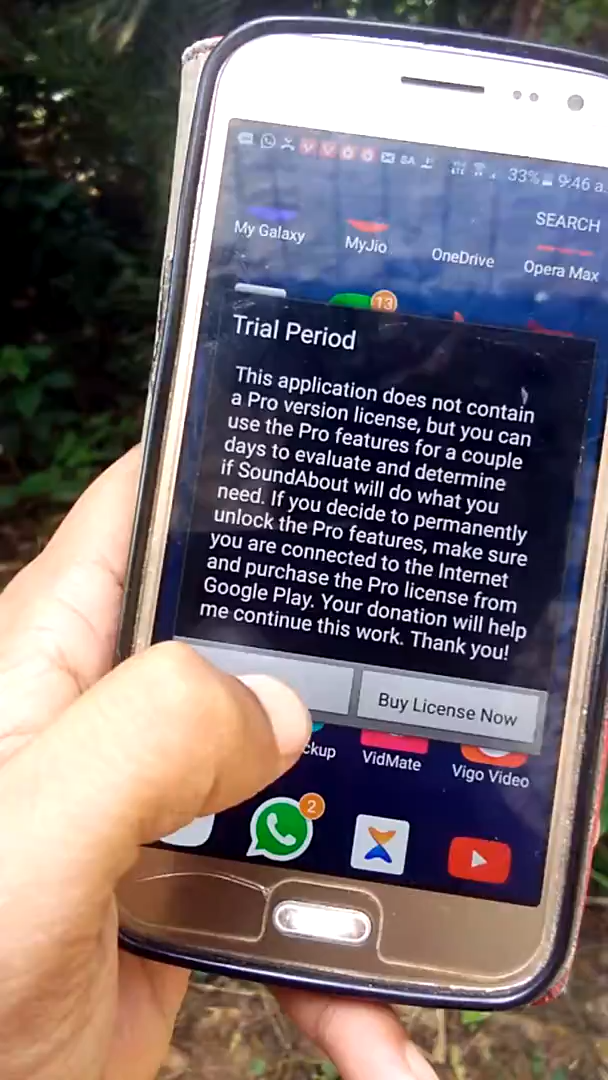 33% 9:46 a.
SEARCH
My Galaxy
MyJio
OneDrive
Opera Max
13
Trial Period
This application does not contain
a Pro version license, but you can
use the Pro features for a couple
days to evaluate and determine
if SoundAbout will do what you
need. If you decide to permanently
unlock the Pro features, make sure
you are connected to the Internet
and purchase the Pro license from
Google Play. Your donation will help
me continue this work. Thank you!
Buy License Now
ckup
VidMate
Vigo Video
2